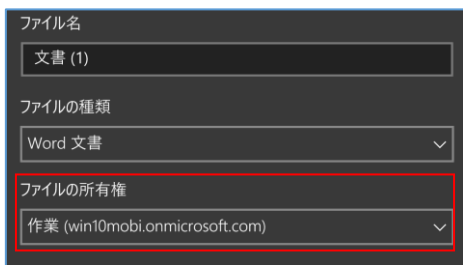 ファイル名
文書 (1)
ファイルの種類
Word 文書
ファイルの所有権
作業 (win10mobi.onmicrosoft.com)